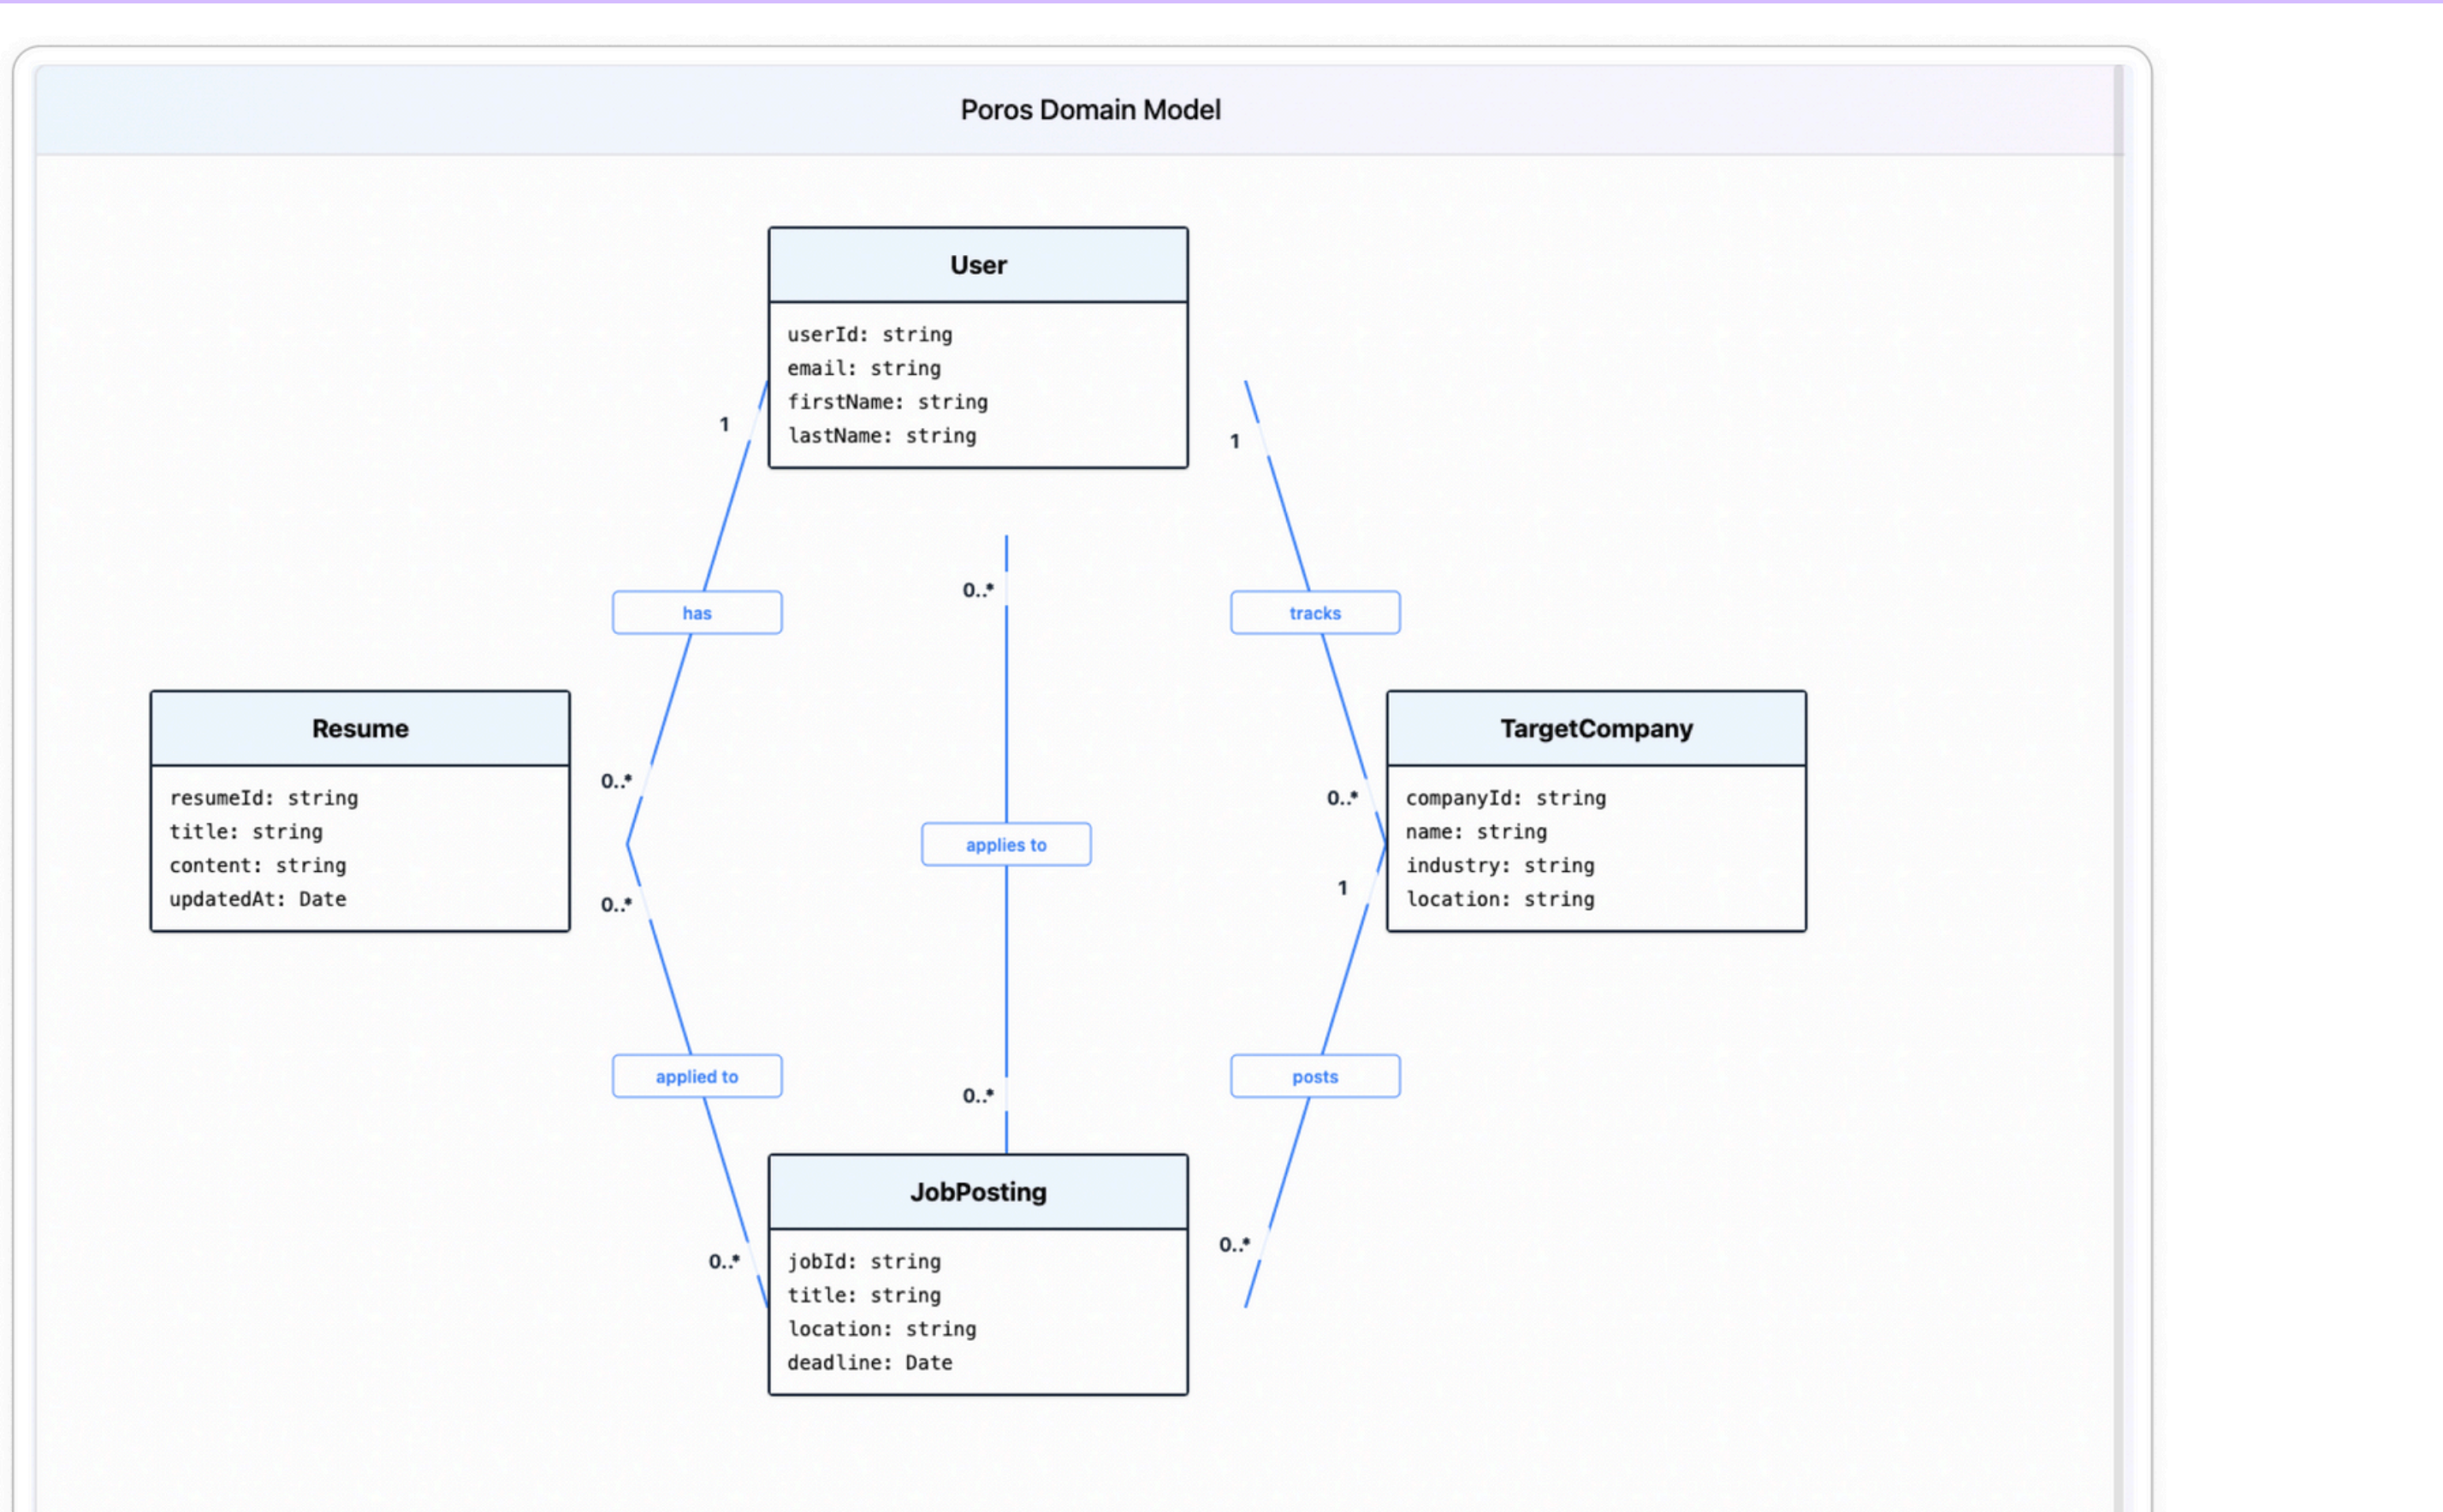 Poros Domain Model
User
userId: string
email: string
firstName: string
lastName: string
1
1
0..*
has
tracks
Resume
resumeId: string
title: string
content: string
updatedAt: Date
0..*
0..*
applies to
0..*
1
TargetCompany
companyId: string
name: string
industry: string
location: string
applied to
posts
0..*
JobPosting
jobId: string
title: string
location: string
deadline: Date
0..*
0..*